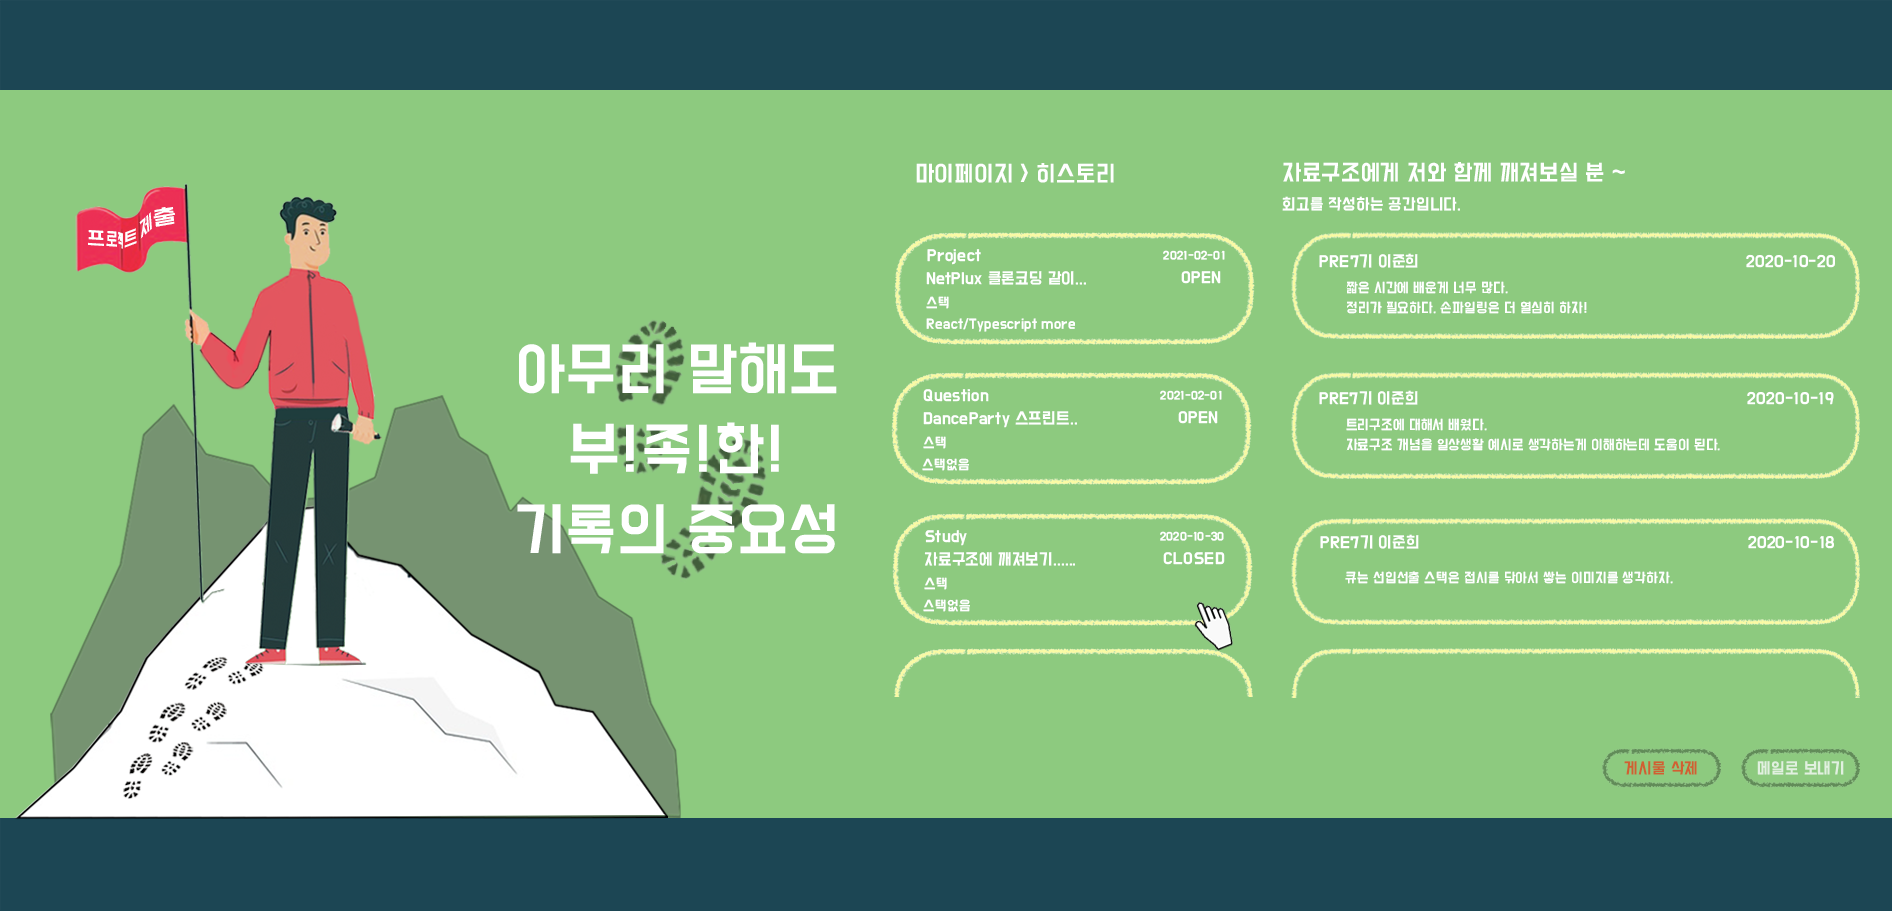 프로젝트 제출
아무리 말해도
부!족!한!
기록의 중요성
마이페이지 > 히스토리
Project 2021-02-01
NetPlux 클론코딩 같이... OPEN
스택
React/Typescript more
Question 2021-02-01
DanceParty 스프린트.. OPEN
스택
스택없음
Study 2020-10-30
자료구조에 깨져보기...... CLOSED
스택
스택없음
자료구조에게 저와 함께 깨져보실 분 ~
회고를 작성하는 공간입니다.
PRE7기 이준희 2020-10-20
짧은 시간에 배운게 너무 많다.
정리가 필요하다. 손파일링은 더 열심히 하자!
PRE7기 이준희 2020-10-19
트리구조에 대해서 배웠다.
자료구조 개념을 일상생활 예시로 생각하는게 이해하는데 도움이 된다.
PRE7기 이준희 2020-10-18
큐는 선입선출 스택은 접시를 닦아서 쌓는 이미지를 생각하자.
게시물 삭제 메일로 보내기